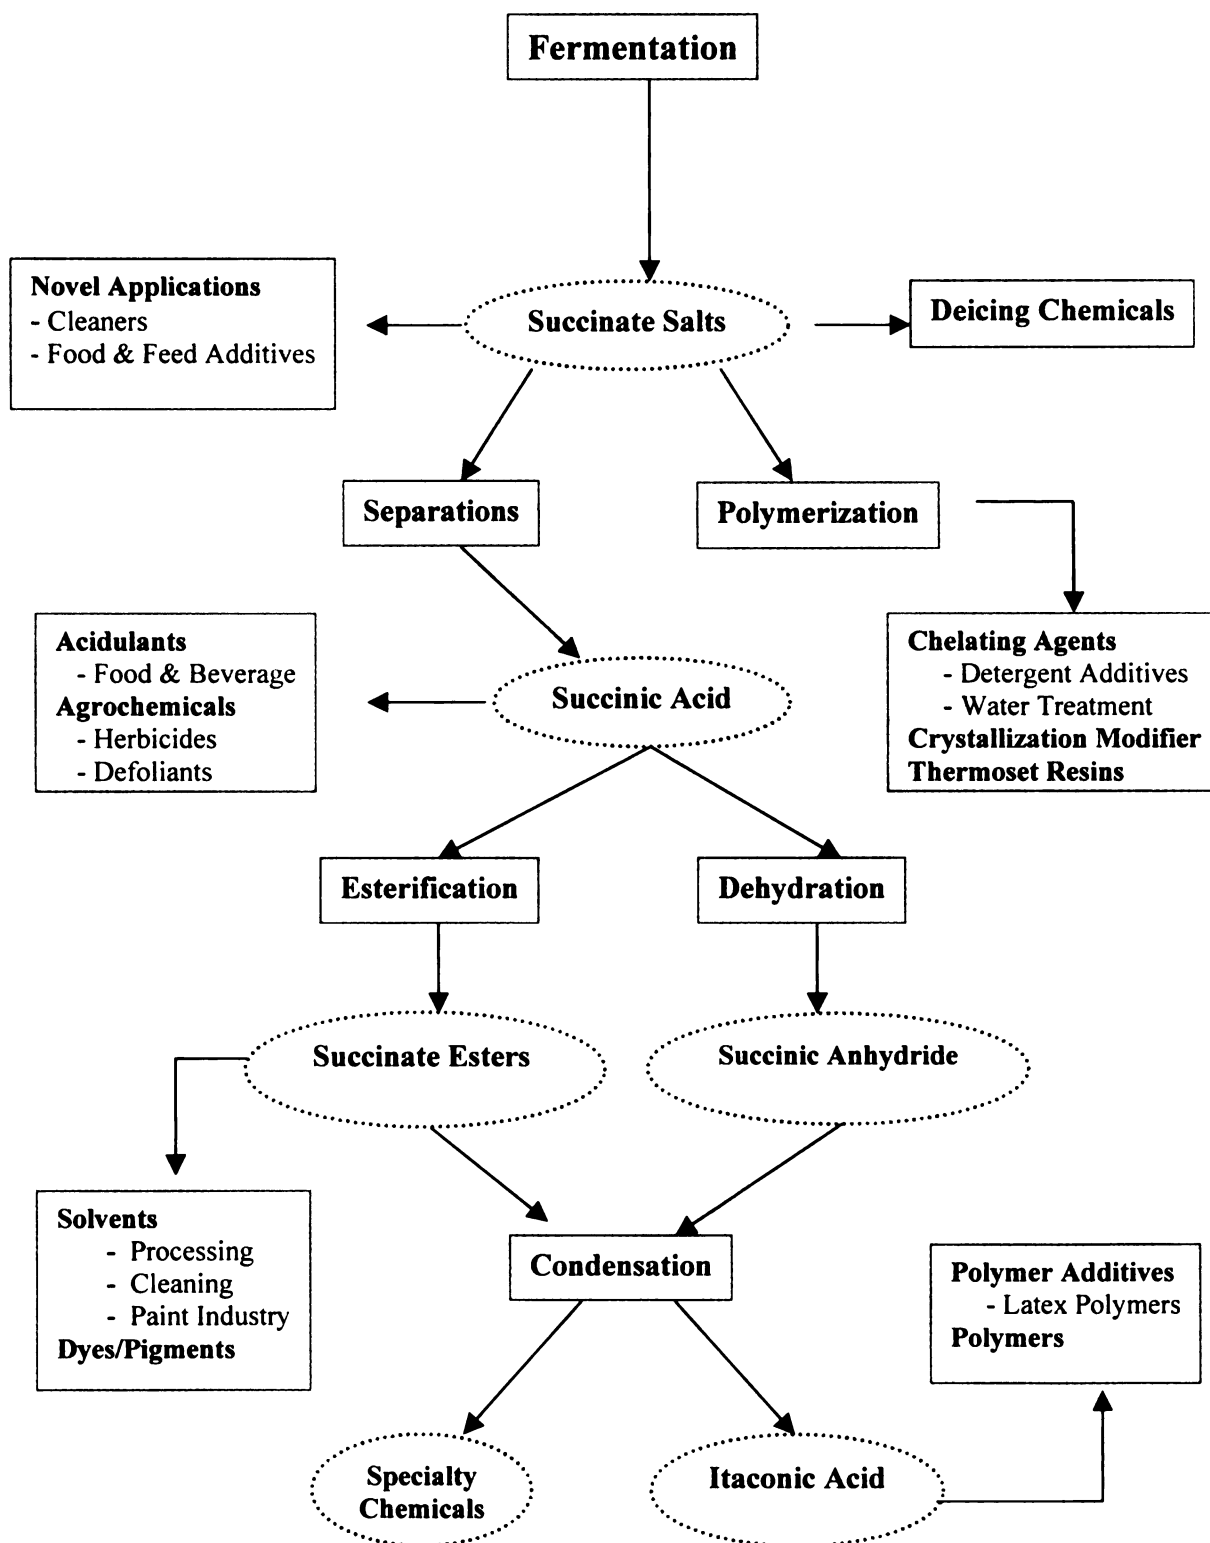 Fermentation
Novel Applications
- Cleaners
- Food & Feed Additives
Succinate Salts
Deicing Chemicals
Separations
Polymerization
Acidulants
- Food & Beverage
Agrochemicals
- Herbicides
- Defoliants
Succinic Acid
Chelating Agents
- Detergent Additives
- Water Treatment
Crystallization Modifier
Thermoset Resins
Esterification
Dehydration
Succinate Esters
Succinic Anhydride
Solvents
- Processing
- Cleaning
- Paint Industry
Dyes/Pigments
Condensation
Polymer Additives
- Latex Polymers
Polymers
Specialty
Chemicals
Itaconic Acid